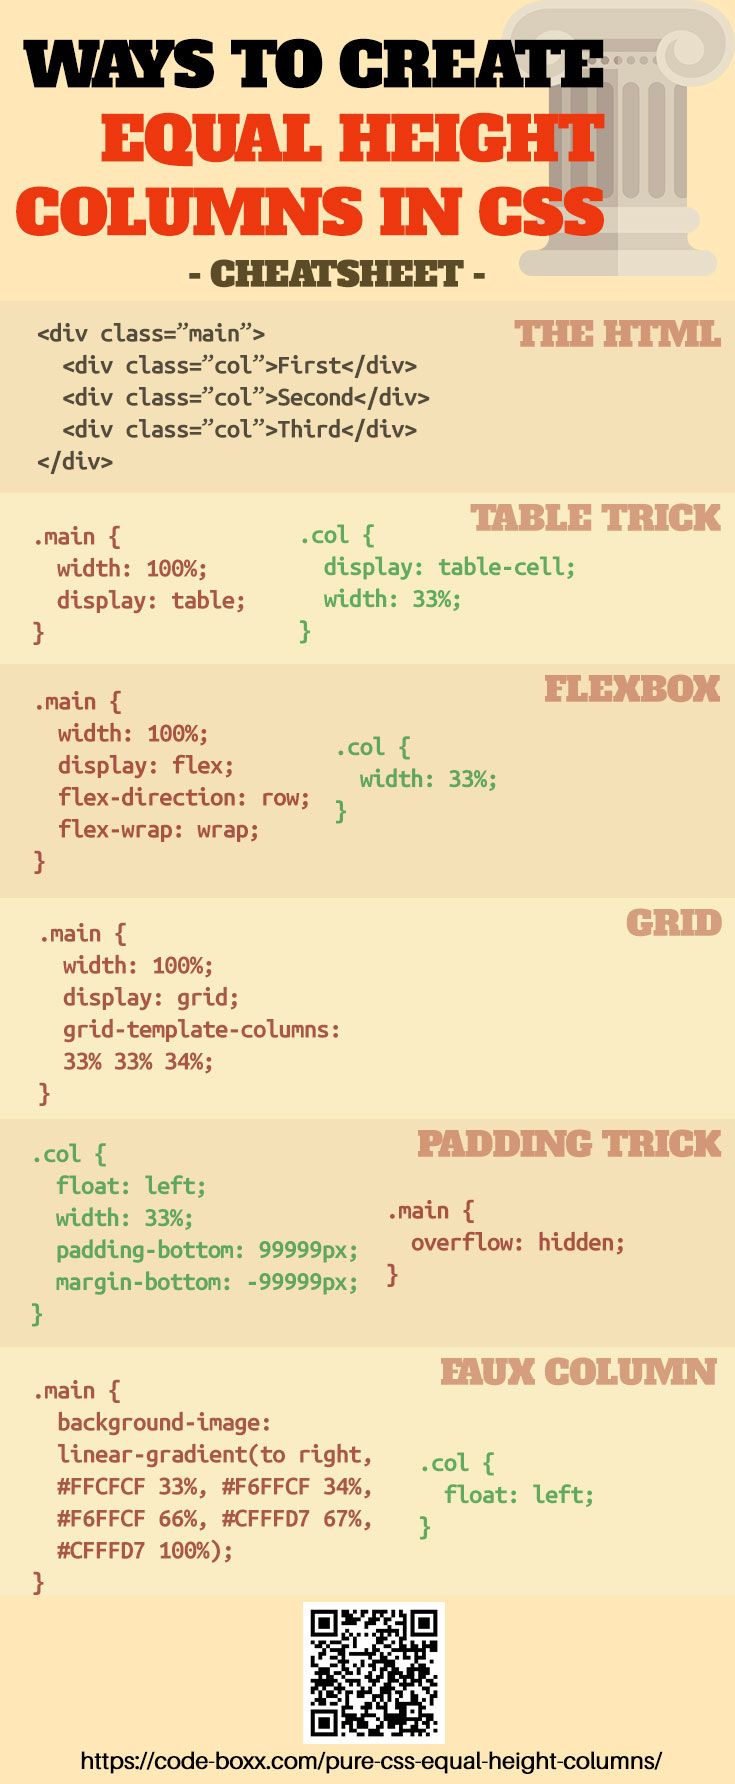 WAYS TO CREATE
EQUAL HEIGHT
COLUMNS IN CSS
- CHEATSHEET -
THE HTML
<div class=”main”>
  <div class=”col”>First</div>
  <div class=”col”>Second</div>
  <div class=”col”>Third</div>
</div>
TABLE TRICK
.main {
  width: 100%;
  display: table;
}
.col {
  display: table-cell;
  width: 33%;
}
FLEXBOX
.main {
  width: 100%;
  display: flex;
  flex-direction: row;
  flex-wrap: wrap;
}
.col {
  width: 33%;
}
GRID
.main {
  width: 100%;
  display: grid;
  grid-template-columns:
  33% 33% 34%;
}
PADDING TRICK
.col {
  float: left;
  width: 33%;
  padding-bottom: 99999px;
  margin-bottom: -99999px;
}
.main {
  overflow: hidden;
}
FAUX COLUMN
.main {
  background-image:
  linear-gradient(to right,
  #FFCFCF 33%, #F6FFCF 34%,
  #F6FFCF 66%, #CFFFD7 67%,
  #CFFFD7 100%);
}
.col {
  float: left;
}
https://code-boxx.com/pure-css-equal-height-columns/